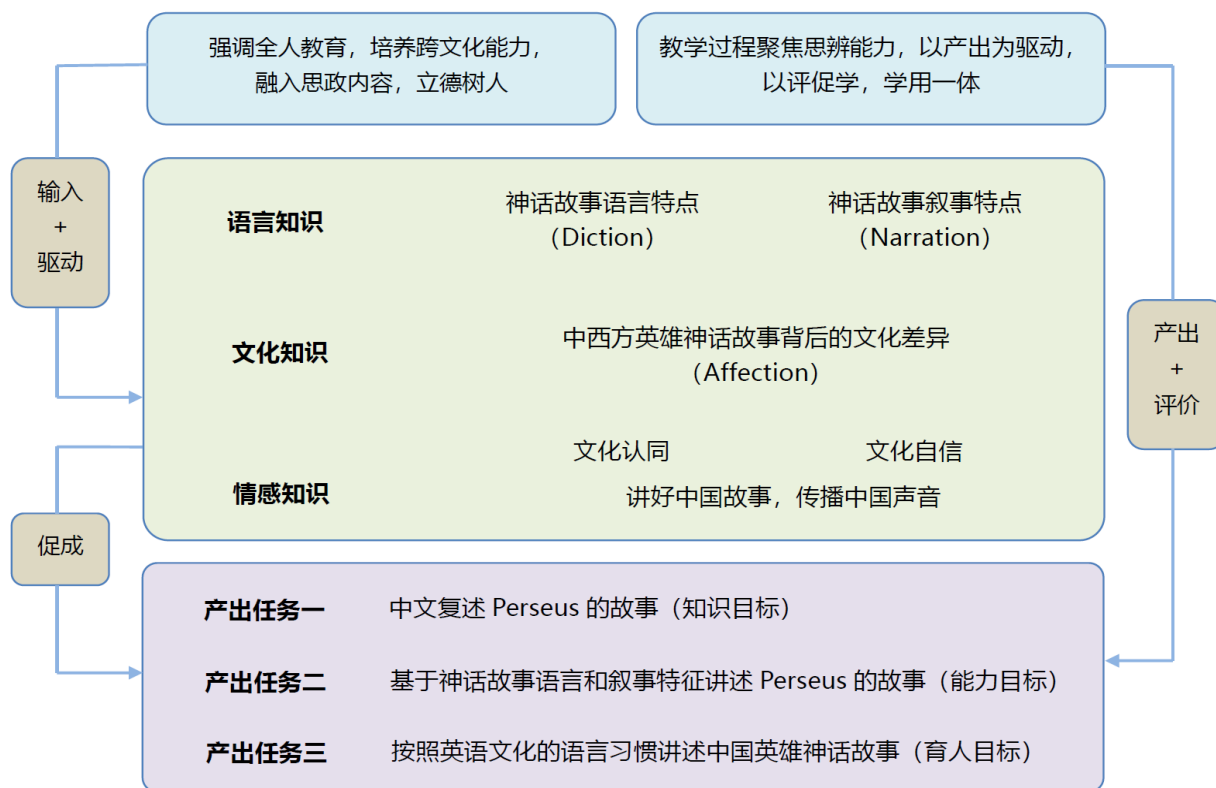 强调全人教育，培养跨文化能力，
融入思政内容，立德树人
教学过程聚焦思辨能力，以产出为驱动，
以评促学，学用一体
输入
+
驱动
语言知识
神话故事语言特点
（Diction）
神话故事叙事特点
（Narration）
文化知识
中西方英雄神话故事背后的文化差异
（Affection）
情感知识
文化认同
文化自信
讲好中国故事，传播中国声音
产出
+
评价
促成
产出任务一
中文复述 Perseus 的故事（知识目标）
产出任务二
基于神话故事语言和叙事特征讲述 Perseus 的故事（能力目标）
产出任务三
按照英语文化的语言习惯讲述中国英雄神话故事（育人目标）